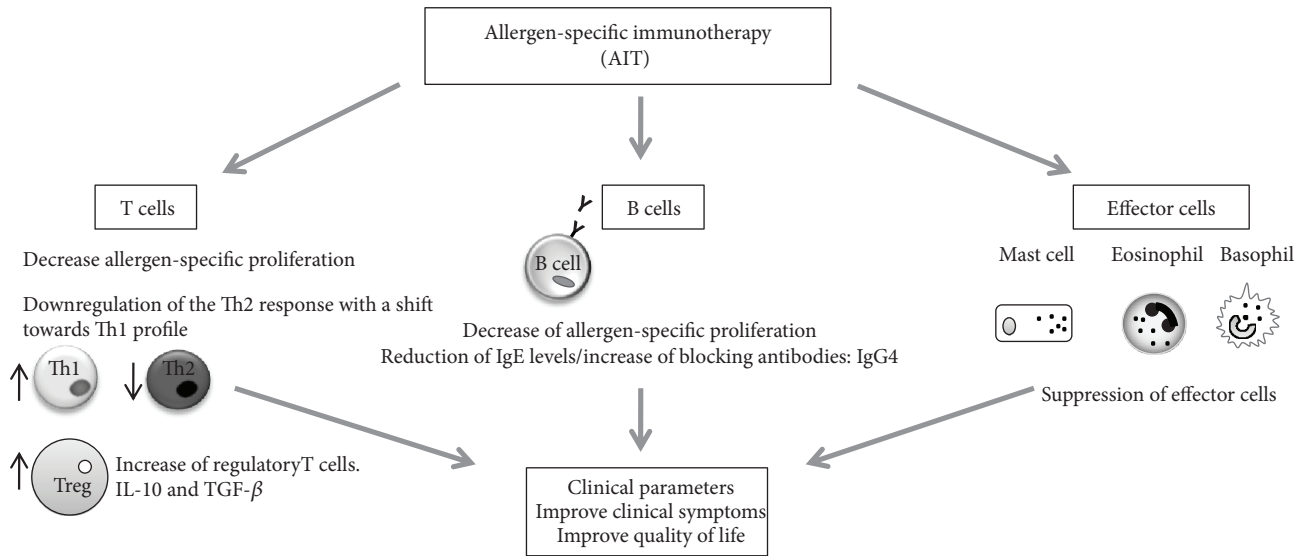 Allergen-specific immunotherapy
(AIT)
T cells
Decrease allergen-specific proliferation
Downregulation of the Th2 response with a shift
towards Th1 profile
Th1
Th2
Treg
Increase of regulatoryT cells.
IL-10 and TGF-β
B cells
B cell
Decrease of allergen-specific proliferation
Reduction of IgE levels/increase of blocking antibodies: IgG4
Effector cells
Mast cell
Eosinophil
Basophil
Suppression of effector cells
Clinical parameters
Improve clinical symptoms
Improve quality of life